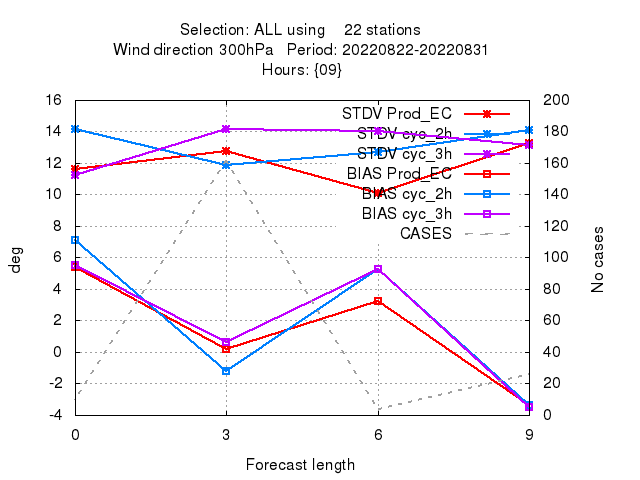 Selection: ALL using 22 stations
Wind direction 300hPa Period: 20220822-20220831
Hours: {09}
16 200
14 180
12 160
10 140
8 120
6 100
4 80
2 60
0 40
-2 20
-4 0
STDV Prod_EC
STDV cyc_2h
STDV cyc_3h
BIAS Prod_EC
BIAS cyc_2h
BIAS cyc_3h
CASES
deg
No cases
0 3 6 9
Forecast length